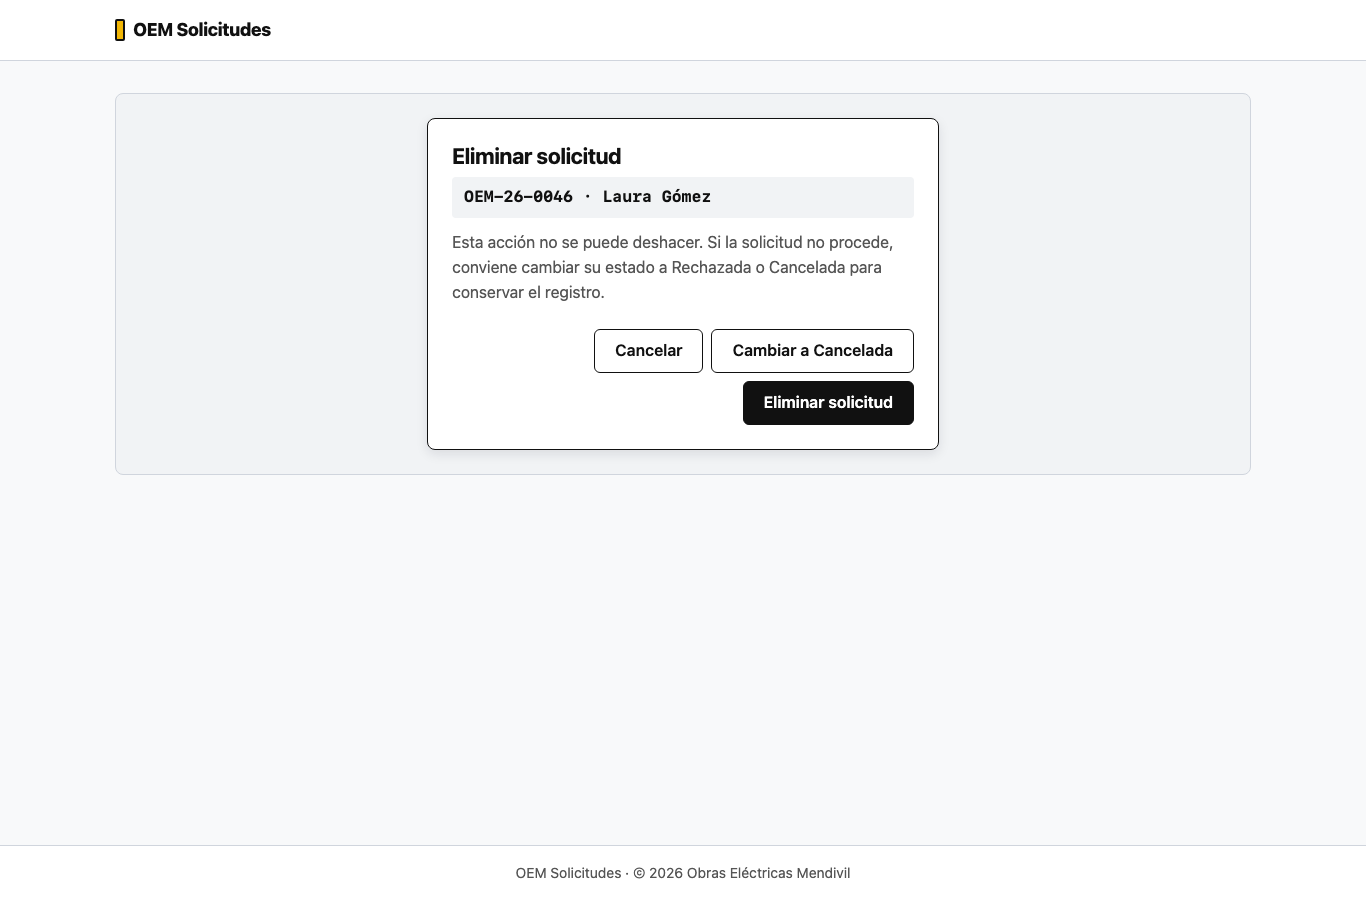 OEM Solicitudes
Eliminar solicitud
OEM-26-0046 · Laura Gómez
Esta acción no se puede deshacer. Si la solicitud no procede,
conviene cambiar su estado a Rechazada o Cancelada para
conservar el registro.
Cancelar
Cambiar a Cancelada
Eliminar solicitud
OEM Solicitudes · © 2026 Obras Eléctricas Mendivil